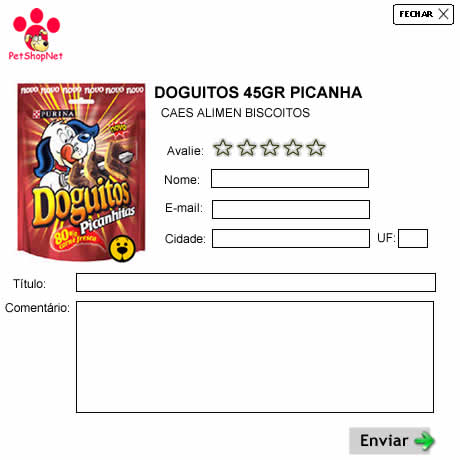 FECHAR X
PetShopNet
NOVO NOVO NOVO NOVO NOVO
PURINA
novo
Doguitos
Picanhitas
80% carne fresca
DOGUITOS 45GR PICANHA
CAES ALIMEN BISCOITOS
Avalie:
Nome:
E-mail:
Cidade: UF:
Título:
Comentário:
Enviar